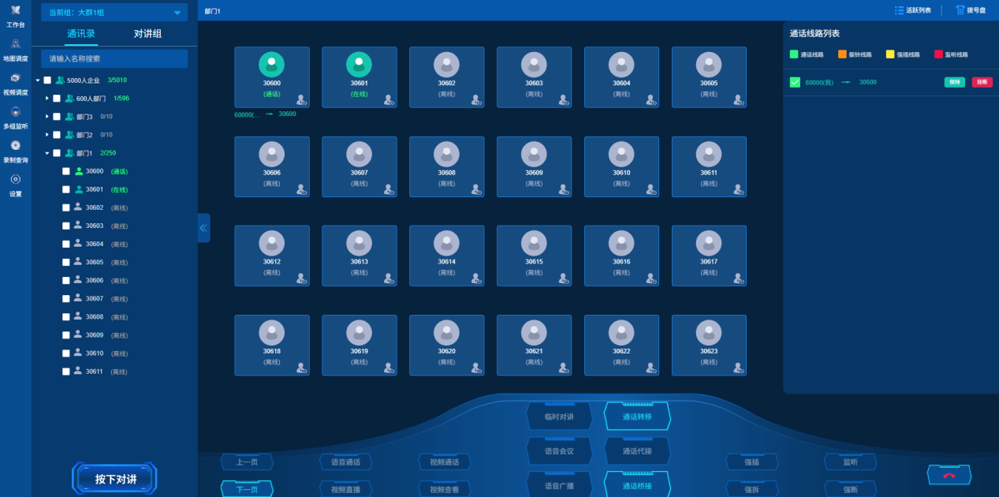 工作台
地图调度
视频调度
多组监听
录制查询
设置
当前组：大群1组
通讯录 对讲组
请输入名称搜索
5000人企业 3/5010
600人部门 1/596
部门3 0/10
部门2 0/10
部门1 2/250
30600 (通话)
30601 (在线)
30602 (离线)
30603 (离线)
30604 (离线)
30605 (离线)
30606 (离线)
30607 (离线)
30608 (离线)
30609 (离线)
30610 (离线)
30611 (离线)
按下对讲
部门1
活跃列表 拨号盘
30600 30601 30602 30603 30604 30605
(通话) (在线) (离线) (离线) (离线) (离线)
60000(... → 30600
30606 30607 30608 30609 30610 30611
(离线) (离线) (离线) (离线) (离线) (离线)
30612 30613 30614 30615 30616 30617
(离线) (离线) (离线) (离线) (离线) (离线)
30618 30619 30620 30621 30622 30623
(离线) (离线) (离线) (离线) (离线) (离线)
通话线路列表
通话线路 振铃线路 强插线路 监听线路
60000(我) → 30600 保持 挂断
临时对讲 通话转移
语音会议 通话代接
上一页 语音通话 视频通话 强插 监听
语音广播 通话桥接
下一页 视频直播 视频查看 强拆 强断